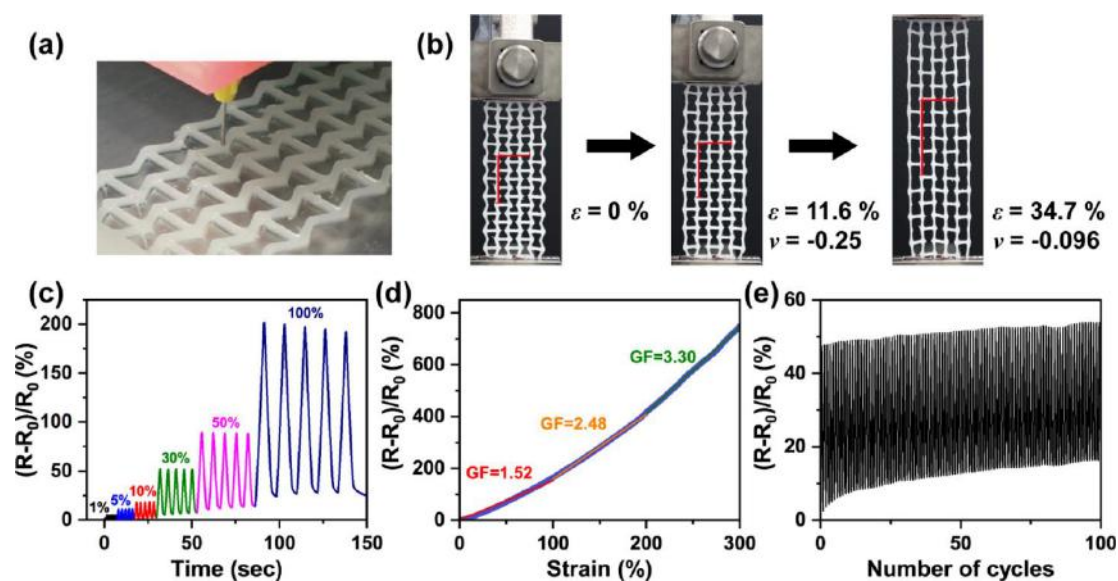 (a)
(b)
ε = 0 %
ε = 11.6 %
ν = -0.25
ε = 34.7 %
ν = -0.096
(c)
(R-R₀)/R₀ (%)
200
150
100
50
0
1%
5%
10%
30%
50%
100%
0
50
100
150
Time (sec)
(d)
(R-R₀)/R₀ (%)
800
600
400
200
0
GF=1.52
GF=2.48
GF=3.30
0
100
200
300
Strain (%)
(e)
(R-R₀)/R₀ (%)
60
40
20
0
0
50
100
Number of cycles